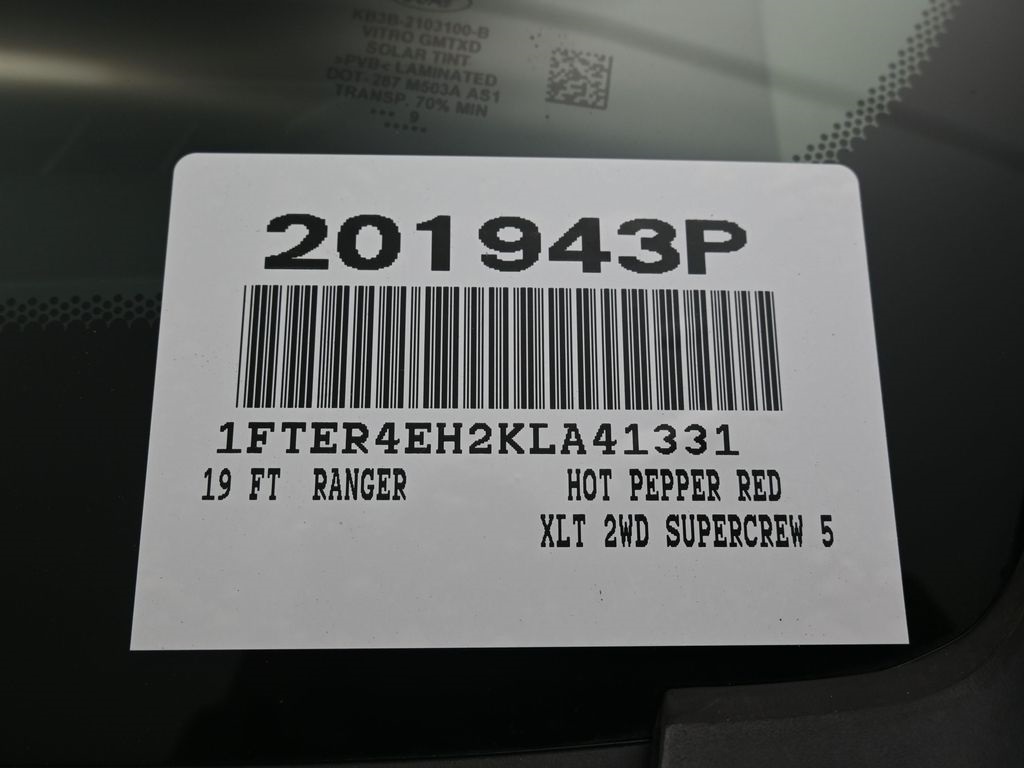 KB3B-2103100-B
VITRO GMTXD
SOLAR TINT
>PVB< LAMINATED
DOT-287 M503A AS1
TRANSP. 70% MIN
••• 9
•••••
201943P
1FTER4EH2KLA41331
19 FT RANGER HOT PEPPER RED
XLT 2WD SUPERCREW 5